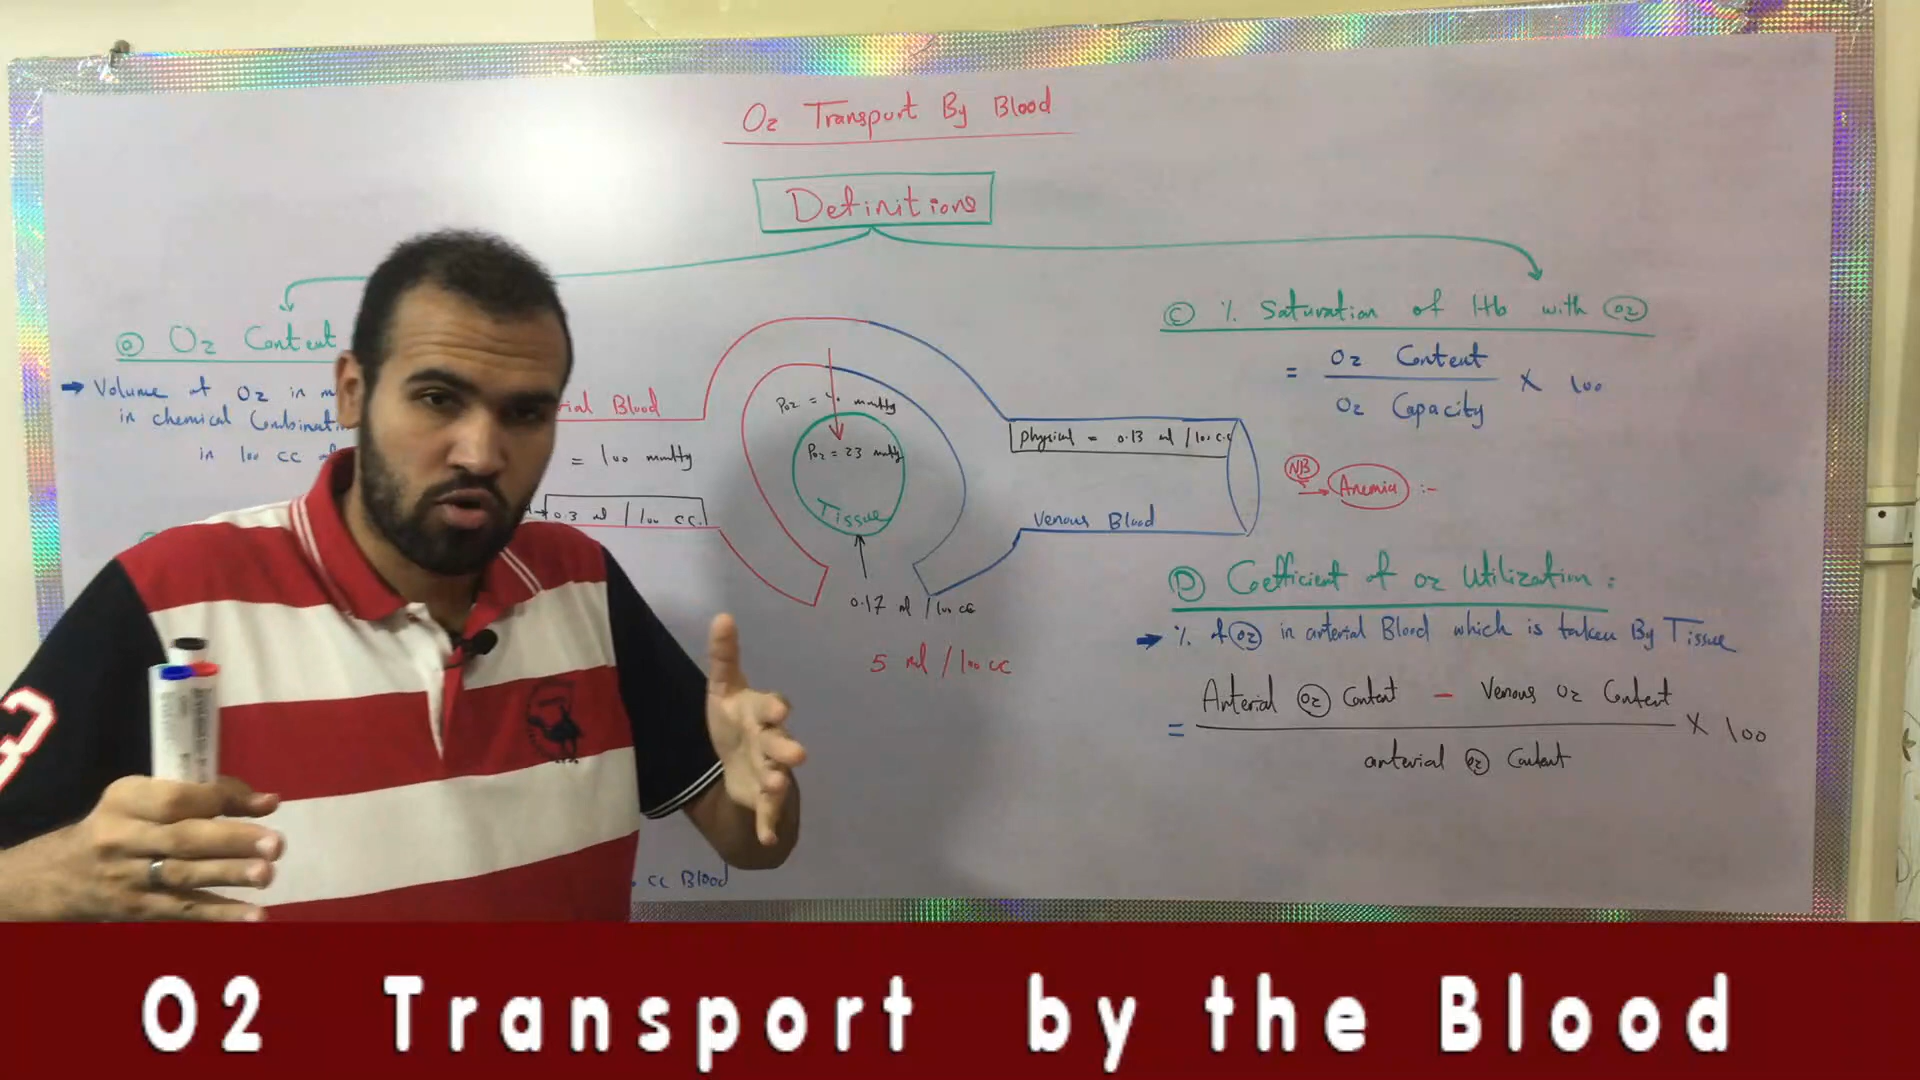 O2 Transport By Blood
Definitions
ⓐ O2 Content
→ Volume of O2 in
in chemical
in 100 cc
Blood
= 100 mmHg
0.3 ml / 100 cc.
Po2 = mmHg
Po2 = 23 mmHg
Tissue
0.17 ml / 100 cc
5 ml / 100 cc
physical = 0.13 ml / 100 c.c
Venous Blood
Ⓒ % Saturation of Hb with O2
= O2 Content
O2 Capacity
X 100
NB → Anemia :-
Ⓓ Coefficient of O2 Utilization :
→ % of O2 in arterial Blood which is taken By Tissue
= Arterial O2 Content - Venous O2 Content
arterial O2 Content
X 100
cc Blood
O2 Transport by the Blood